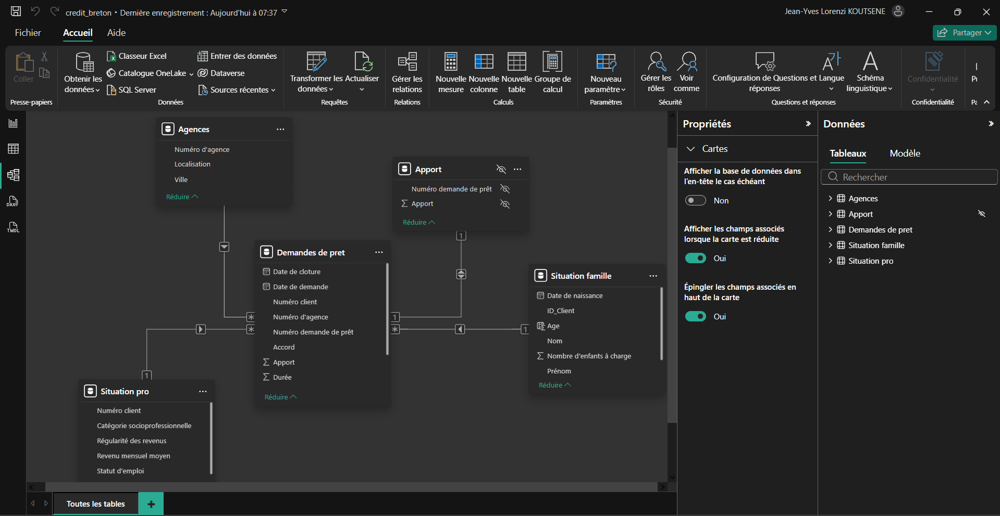 credit_breton • Dernière enregistrement : Aujourd'hui à 07:37
Jean-Yves Lorenzi KOUTSENE
Fichier
Accueil
Aide
Partager
Coller
Presse-papiers
Obtenir les
données
Classeur Excel
Catalogue OneLake
SQL Server
Entrer des données
Dataverse
Sources récentes
Données
Transformer les
données
Actualiser
Requêtes
Gérer les
relations
Relations
Nouvelle
mesure
Nouvelle
colonne
Nouvelle
table
Groupe de
calcul
Calculs
Nouveau
paramètre
Paramètres
Gérer les
rôles
Voir
comme
Sécurité
Configuration de Questions et
réponses
Langue
Schéma
linguistique
Questions et réponses
Confidentialité
Confidentialité
DAX
TMDL
Agences
Numéro d'agence
Localisation
Ville
Réduire
Apport
Numéro demande de prêt
Apport
Réduire
1
Demandes de pret
Date de cloture
Date de demande
Numéro client
Numéro d'agence
Numéro demande de prêt
Accord
Apport
Durée
Réduire
*
*
1
*
1
Situation famille
Date de naissance
ID_Client
Age
Nom
Nombre d'enfants à charge
Prénom
Réduire
1
Situation pro
Numéro client
Catégorie socioprofessionnelle
Régularité des revenus
Revenu mensuel moyen
Statut d'emploi
Toutes les tables
Propriétés
Cartes
Afficher la base de données dans
l'en-tête le cas échéant
Non
Afficher les champs associés
lorsque la carte est réduite
Oui
Épingler les champs associés en
haut de la carte
Oui
Données
Tableaux
Modèle
Rechercher
Agences
Apport
Demandes de pret
Situation famille
Situation pro